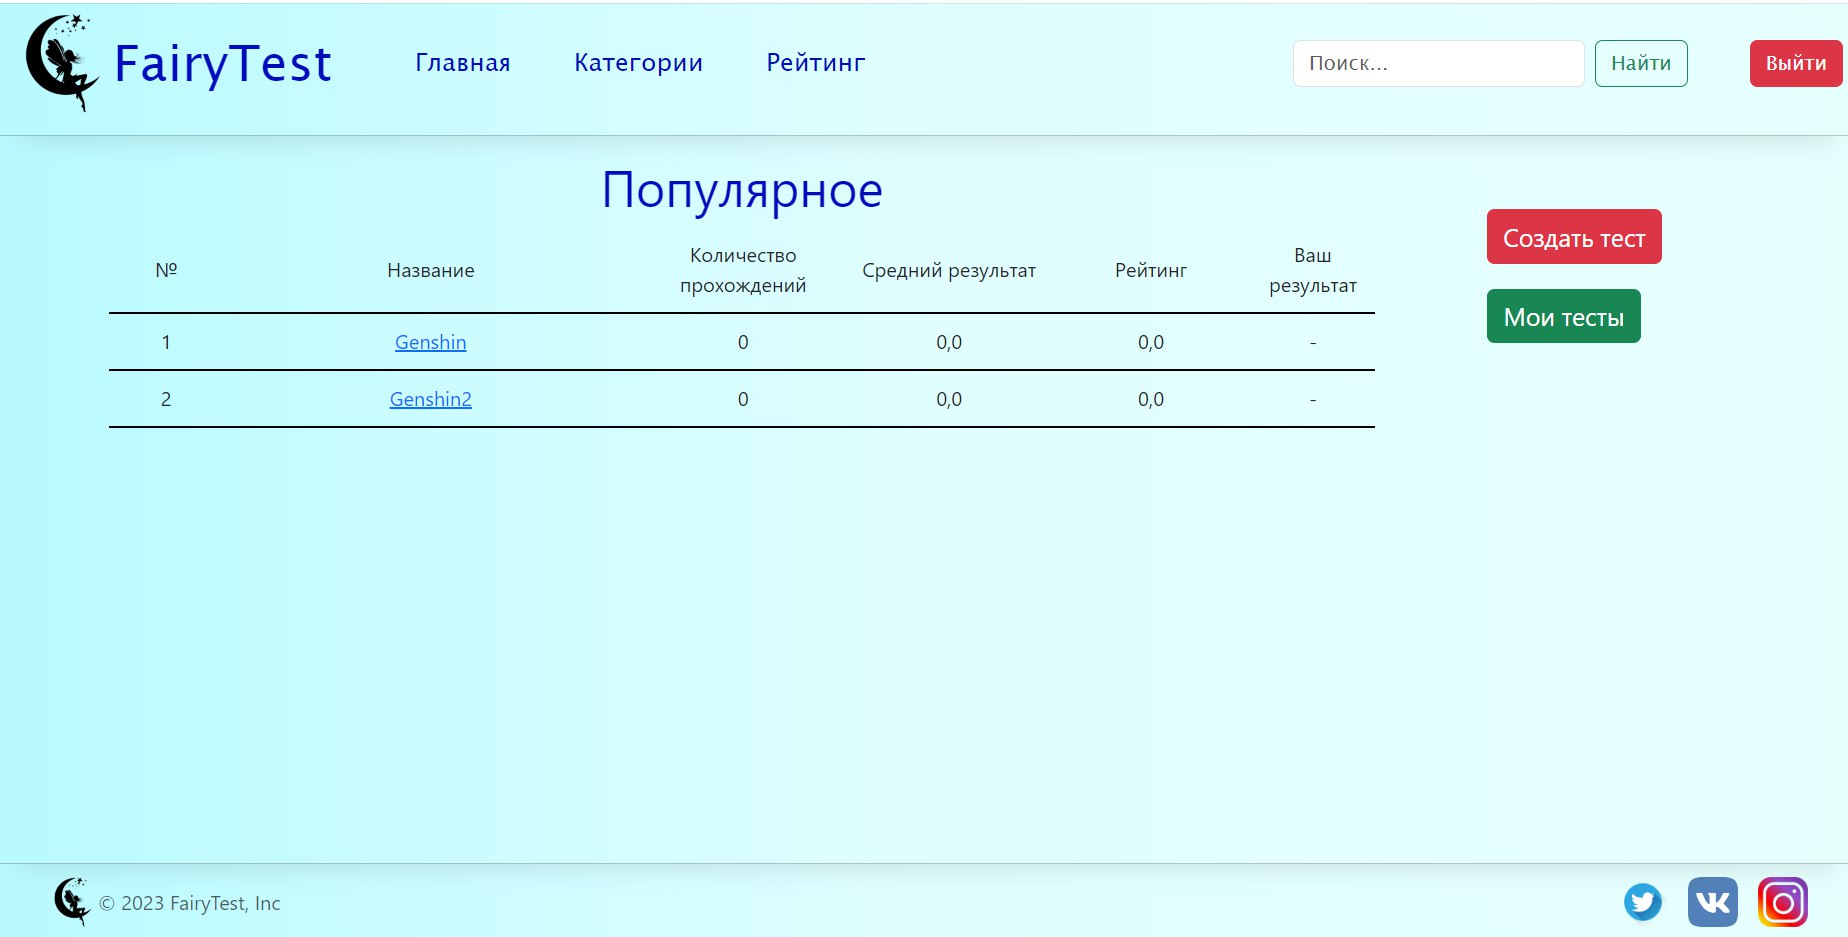 FairyTest Главная Категории Рейтинг Поиск... Найти Выйти
Популярное
Создать тест
Мои тесты
№ Название Количество прохождений Средний результат Рейтинг Ваш результат
1 Genshin 0 0,0 0,0 -
2 Genshin2 0 0,0 0,0 -
© 2023 FairyTest, Inc